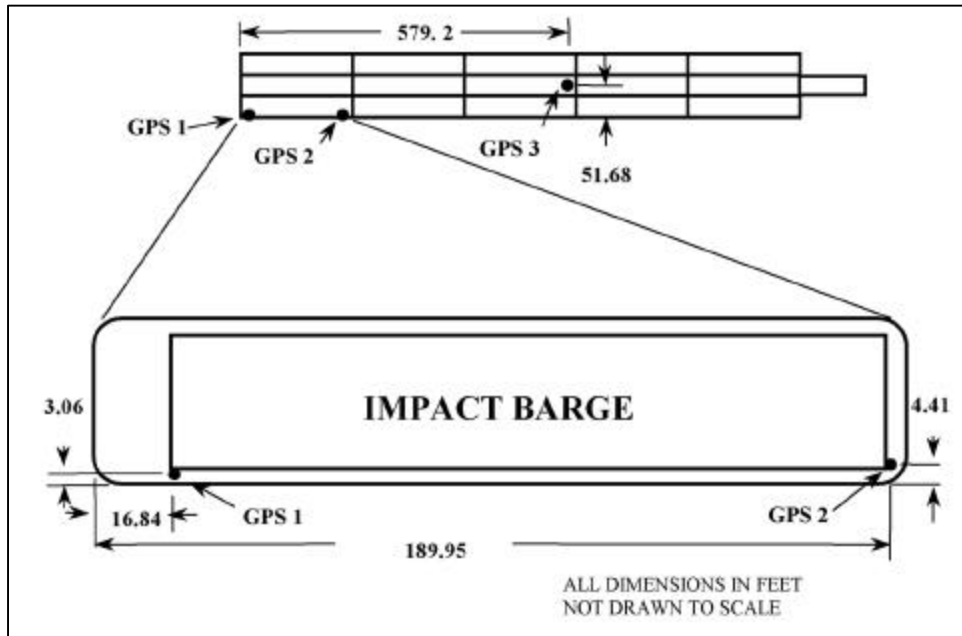 579. 2
GPS 1
GPS 2
GPS 3
51.68
3.06
IMPACT BARGE
4.41
16.84
GPS 1
GPS 2
189.95
ALL DIMENSIONS IN FEET
NOT DRAWN TO SCALE